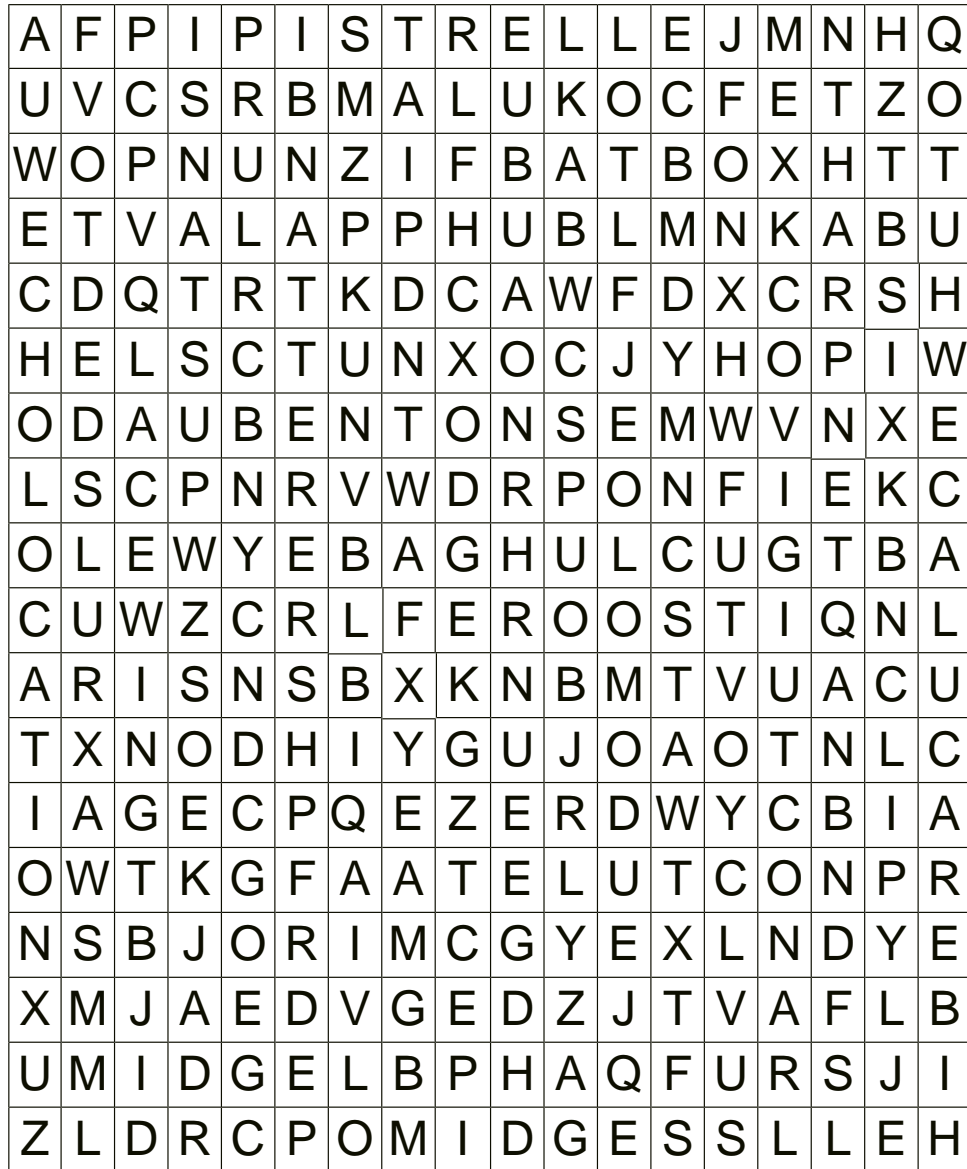 A F P I P I S T R E L L E J M N H Q
U V C S R B M A L U K O C F E T Z O
W O P N U N Z I F B A T B O X H T T
E T V A L A P P H U B L M N K A B U
C D Q T R T K D C A W F D X C R S H
H E L S C T U N X O C J Y H O P I W
O D A U B E N T O N S E M W V N X E
L S C P N R V W D R P O N F I E K C
O L E W Y E B A G H U L C U G T B A
C U W Z C R L F E R O O S T I Q N L
A R I S N S B X K N B M T V U A C U
T X N O D H I Y G U J O A O T N L C
I A G E C P Q E Z E R D W Y C B I A
O W T K G F A A T E L U T C O N P R
N S B J O R I M C G Y E X L N D Y E
X M J A E D V G E D Z J T V A F L B
U M I D G E L B P H A Q F U R S J I
Z L D R C P O M I D G E S S L L E H